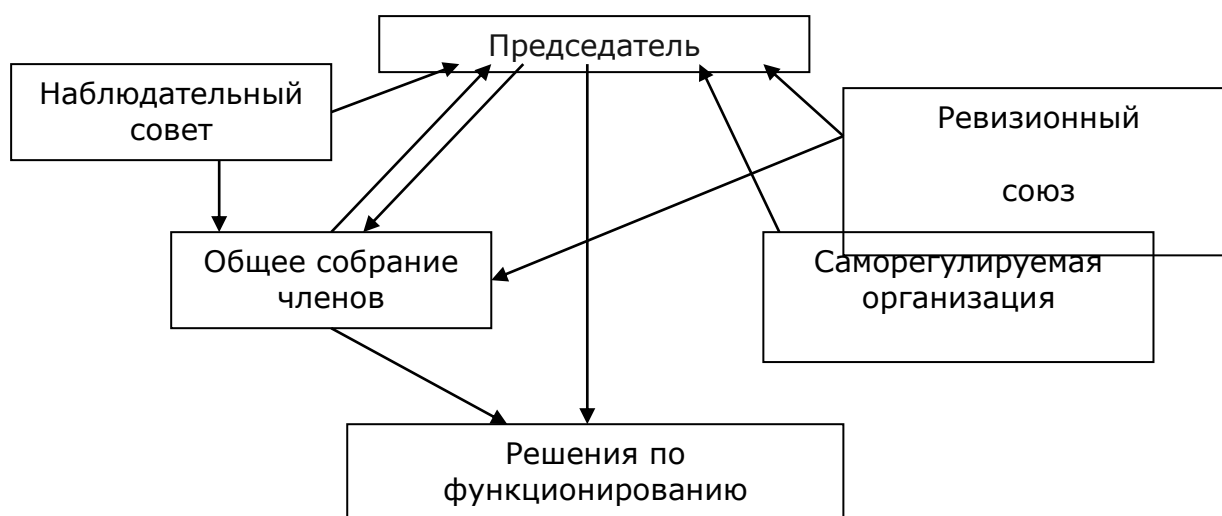 Председатель
Наблюдательный
совет
Ревизионный
союз
Общее собрание
членов
Саморегулируемая
организация
Решения по
функционированию